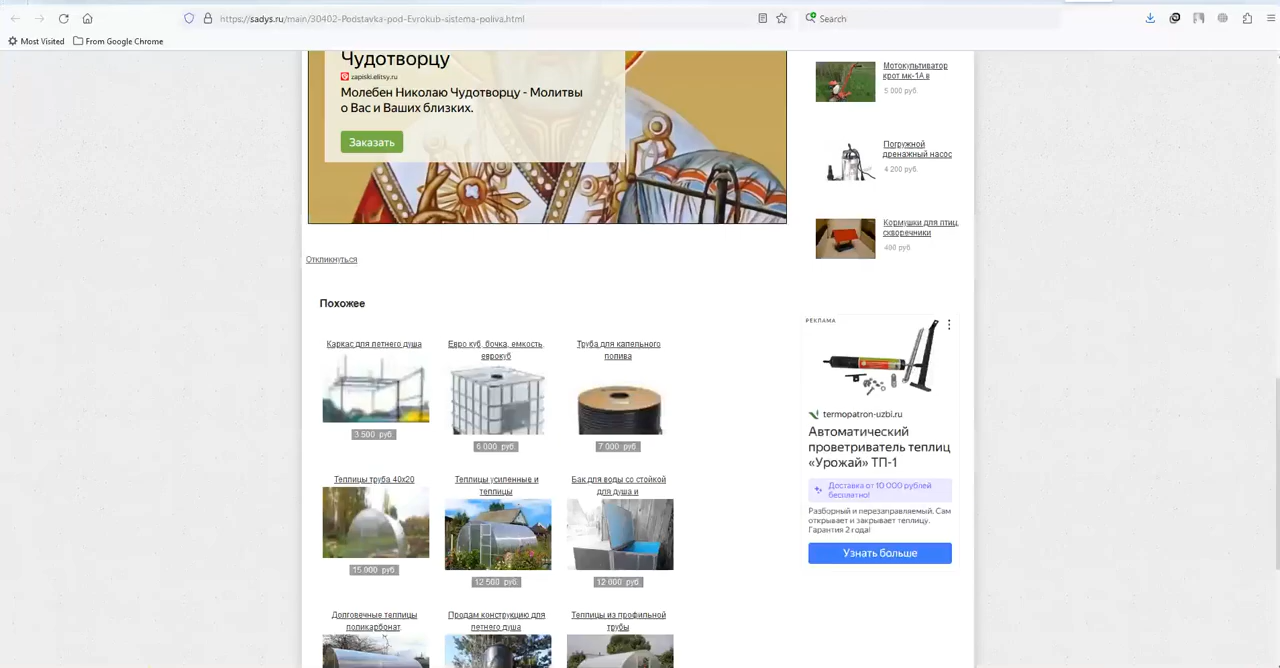 https://sadys.ru/main/30402-Podstavka-pod-Evrokub-sistema-poliva.html
Search
Most Visited
From Google Chrome
Чудотворцу
zapiski.elitsy.ru
Молебен Николаю Чудотворцу - Молитвы
о Вас и Ваших близких.
Заказать
Откликнуться
Похожее
Каркас для летнего душа
3 500 руб.
Евро куб, бочка, емкость,
еврокуб
6 000 руб.
Труба для капельного
полива
7 000 руб.
Теплицы труба 40х20
15 000 руб.
Теплицы усиленные и
теплицы
12 500 руб.
Бак для воды со стойкой
для душа и
12 000 руб.
Долговечные теплицы
поликарбонат.
Продам конструкцию для
летнего душа
Теплицы из профильной
трубы
Мотокультиватор
крот мк-1А в
5 000 руб.
Погружной
дренажный насос
4 200 руб.
Кормушки для птиц,
скворечники
400 руб.
РЕКЛАМА
termopatron-uzbi.ru
Автоматический
проветриватель теплиц
«Урожай» ТП-1
Доставка от 10 000 рублей
бесплатно!
Разборный и перезаправляемый. Сам
открывает и закрывает теплицу.
Гарантия 2 года!
Узнать больше